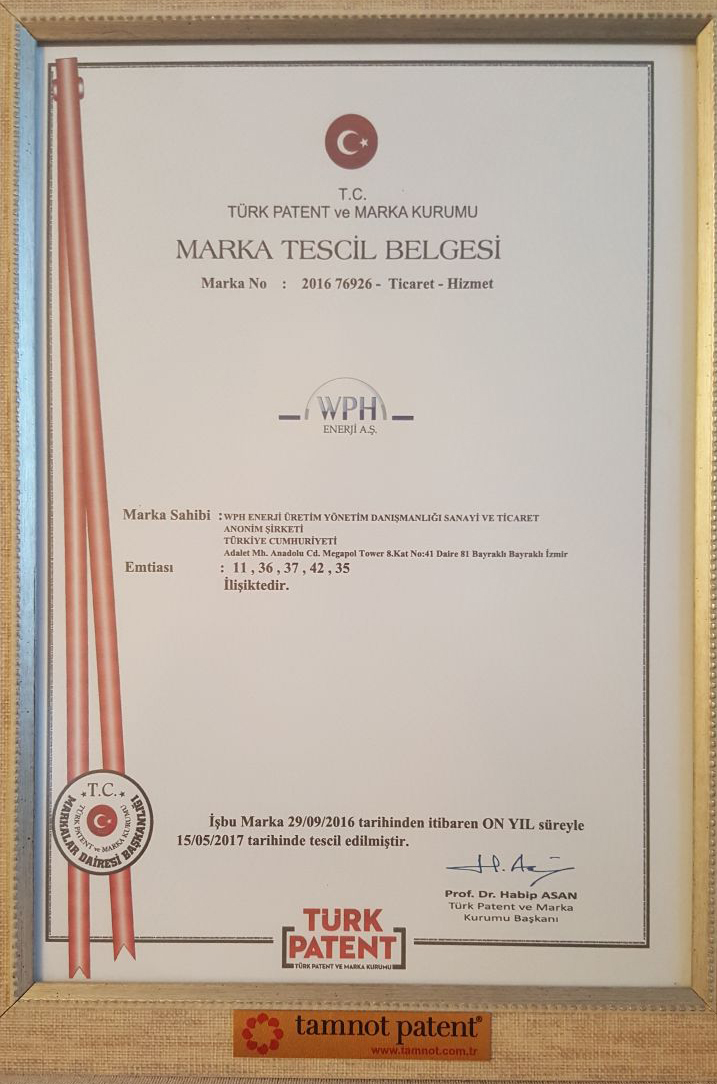 T.C.
TÜRK PATENT ve MARKA KURUMU
MARKA TESCİL BELGESİ
Marka No : 2016 76926 - Ticaret - Hizmet
WPH
ENERJİ A.Ş.
Marka Sahibi : WPH ENERJİ ÜRETİM YÖNETİM DANIŞMANLIĞI SANAYİ VE TİCARET
ANONİM ŞİRKETİ
TÜRKİYE CUMHURİYETİ
Adalet Mh. Anadolu Cd. Megapol Tower 8.Kat No:41 Daire 81 Bayraklı Bayraklı İzmir
Emtiası : 11 , 36 , 37 , 42 , 35
İlişiktedir.
T.C.
TÜRK PATENT ve MARKA KURUMU
MARKALAR DAİRESİ BAŞKANLIĞI
İşbu Marka 29/09/2016 tarihinden itibaren ON YIL süreyle
15/05/2017 tarihinde tescil edilmiştir.
Prof. Dr. Habip ASAN
Türk Patent ve Marka
Kurumu Başkanı
TÜRK
PATENT
TÜRK PATENT VE MARKA KURUMU
tamnot patent®
www.tamnot.com.tr